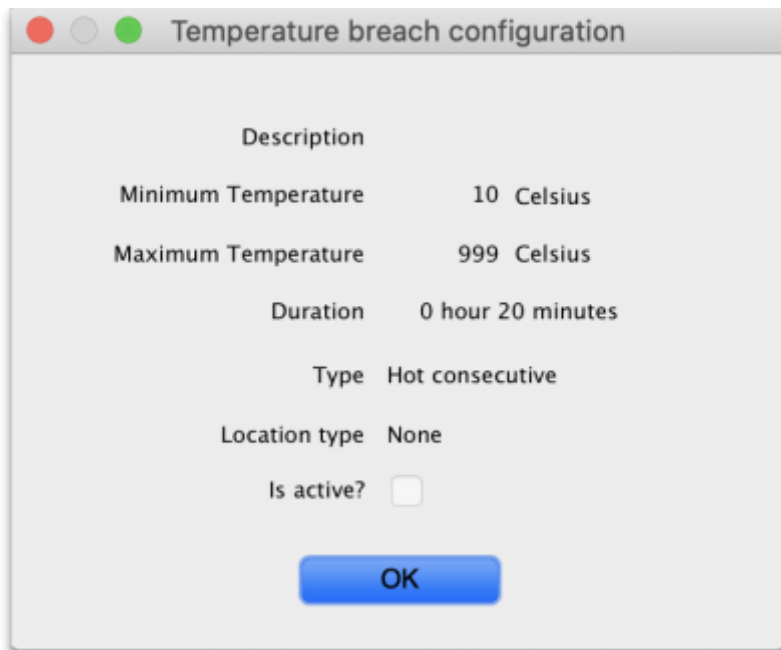 Temperature breach configuration
Description
Minimum Temperature 10 Celsius
Maximum Temperature 999 Celsius
Duration 0 hour 20 minutes
Type Hot consecutive
Location type None
Is active?
OK